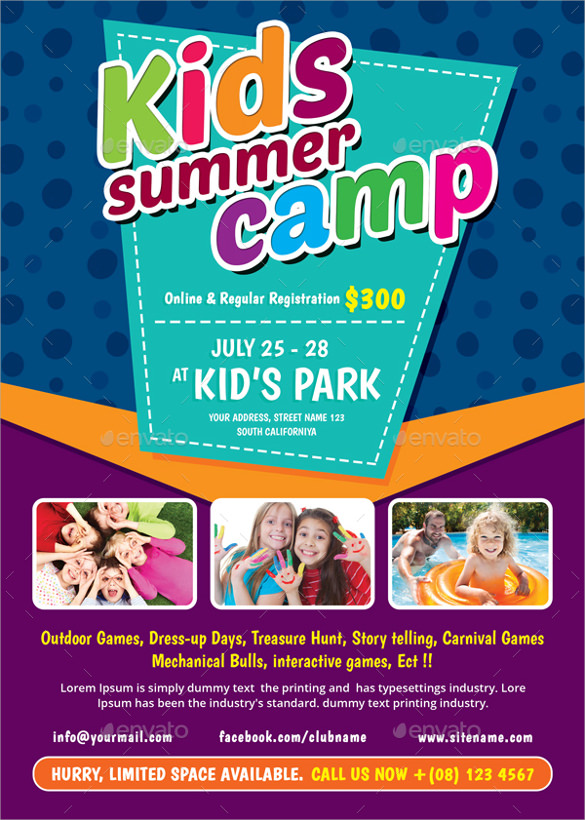 Kids
summer
camp
Online & Regular Registration $300
JULY 25 - 28
AT KID'S PARK
YOUR ADDRESS, STREET NAME 123
SOUTH CALIFORNIYA
Outdoor Games, Dress-up Days, Treasure Hunt, Story telling, Carnival Games
Mechanical Bulls, interactive games, Ect !!
Lorem Ipsum is simply dummy text the printing and has typesettings industry. Lore
Ipsum has been the industry's standard. dummy text printing industry.
info@yourmail.com facebook.com/clubname www.sitename.com
HURRY, LIMITED SPACE AVAILABLE. CALL US NOW +(08) 123 4567
envato
envato
envato
envato
envato
envato
envato
envato